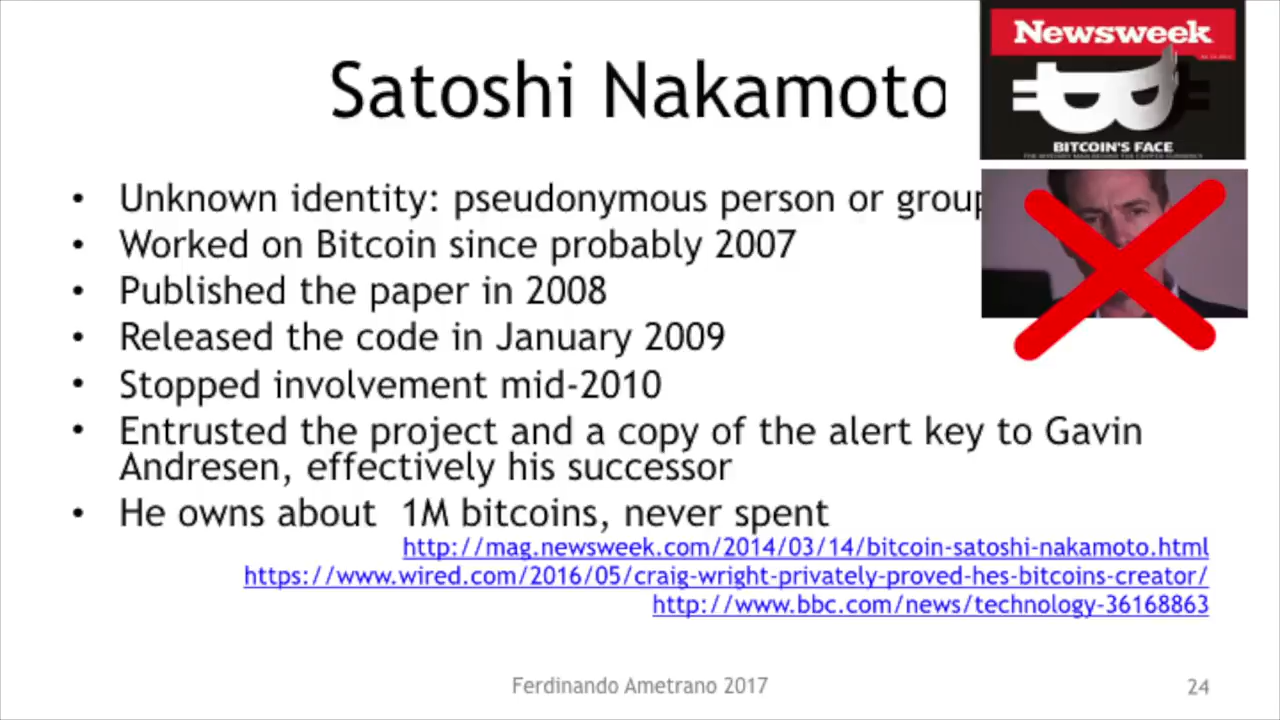 Newsweek
Satoshi Nakamoto
BITCOIN'S FACE
• Unknown identity: pseudonymous person or group
• Worked on Bitcoin since probably 2007
• Published the paper in 2008
• Released the code in January 2009
• Stopped involvement mid-2010
• Entrusted the project and a copy of the alert key to Gavin
Andresen, effectively his successor
• He owns about 1M bitcoins, never spent
http://mag.newsweek.com/2014/03/14/bitcoin-satoshi-nakamoto.html
https://www.wired.com/2016/05/craig-wright-privately-proved-hes-bitcoins-creator/
http://www.bbc.com/news/technology-36168863
Ferdinando Ametrano 2017
24